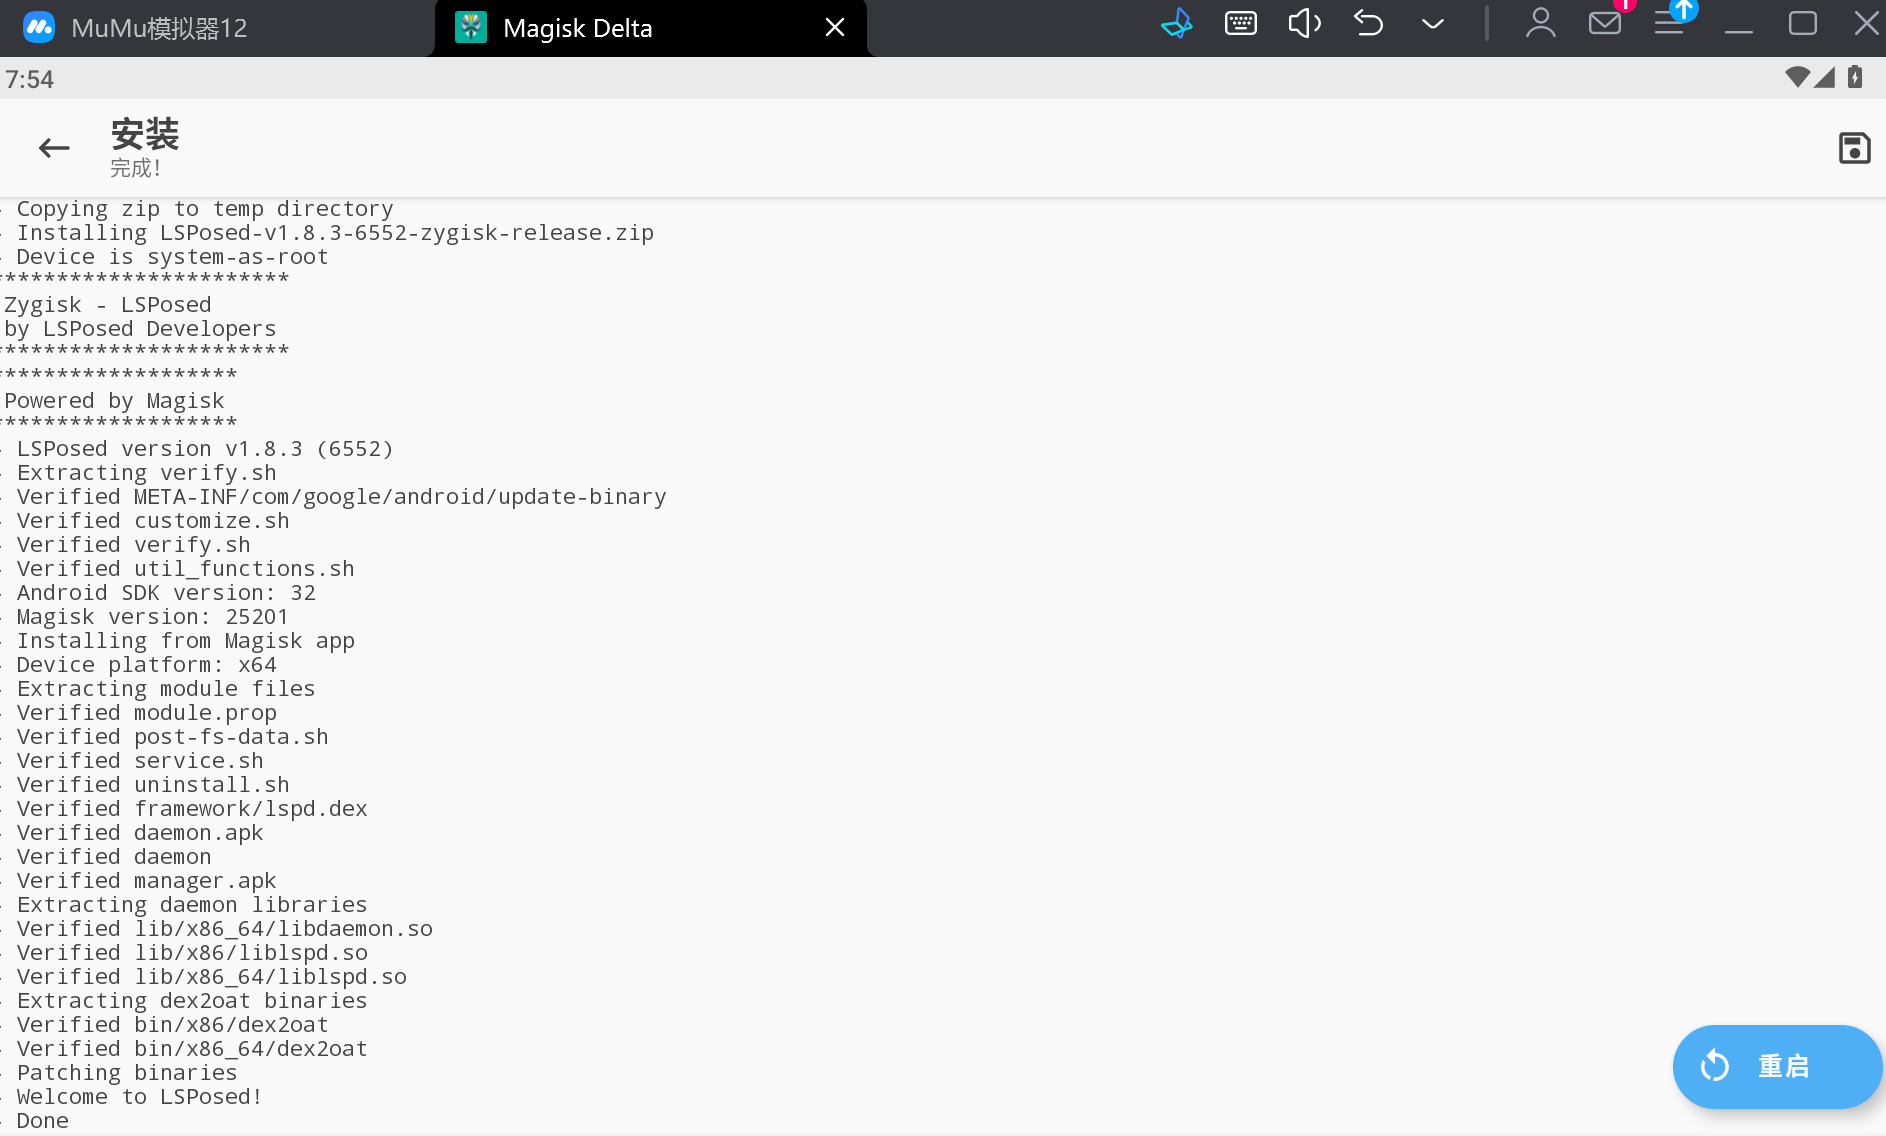 MuMu模拟器12
Magisk Delta
7:54
安装
完成！
- Copying zip to temp directory
- Installing LSPosed-v1.8.3-6552-zygisk-release.zip
- Device is system-as-root
***********************
Zygisk - LSPosed
by LSPosed Developers
***********************
*******************
Powered by Magisk
*******************
- LSPosed version v1.8.3 (6552)
- Extracting verify.sh
- Verified META-INF/com/google/android/update-binary
- Verified customize.sh
- Verified verify.sh
- Verified util_functions.sh
- Android SDK version: 32
- Magisk version: 25201
- Installing from Magisk app
- Device platform: x64
- Extracting module files
- Verified module.prop
- Verified post-fs-data.sh
- Verified service.sh
- Verified uninstall.sh
- Verified framework/lspd.dex
- Verified daemon.apk
- Verified daemon
- Verified manager.apk
- Extracting daemon libraries
- Verified lib/x86_64/libdaemon.so
- Verified lib/x86/liblspd.so
- Verified lib/x86_64/liblspd.so
- Extracting dex2oat binaries
- Verified bin/x86/dex2oat
- Verified bin/x86_64/dex2oat
- Patching binaries
- Welcome to LSPosed!
- Done
重启